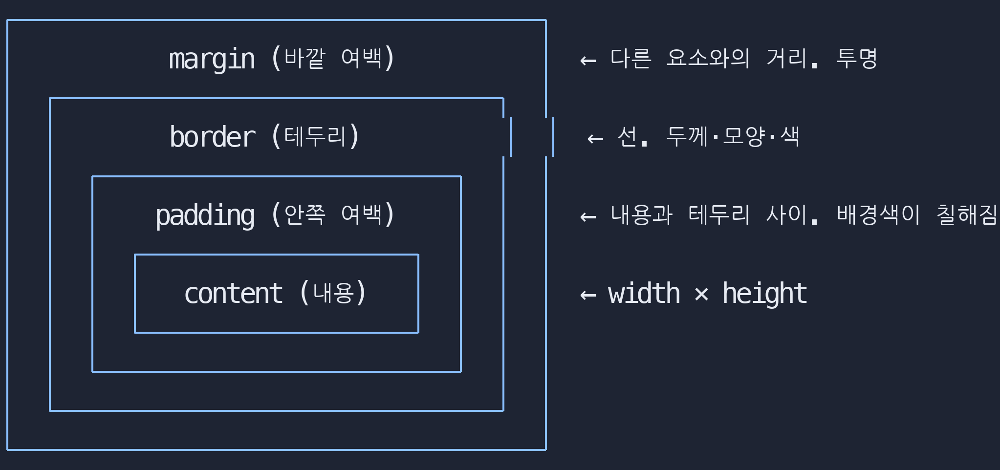 margin (바깥 여백) ← 다른 요소와의 거리. 투명
border (테두리) ← 선. 두께·모양·색
padding (안쪽 여백) ← 내용과 테두리 사이. 배경색이 칠해짐
content (내용) ← width × height